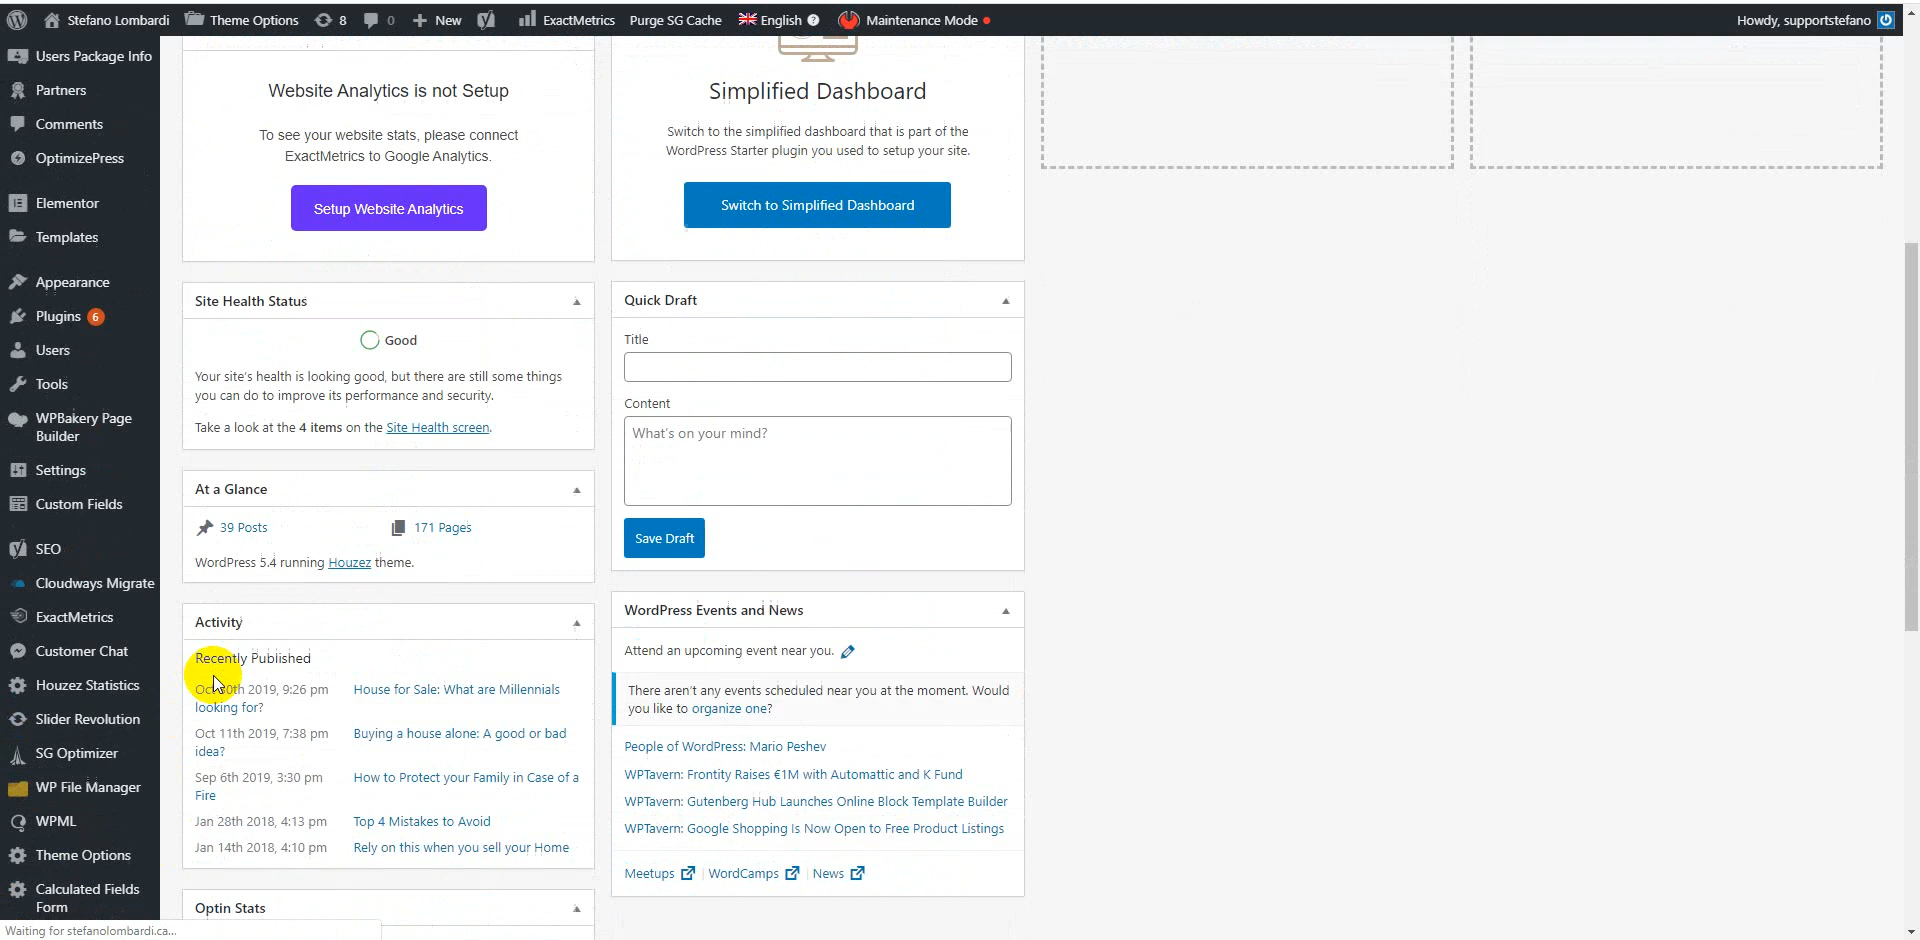 Stefano Lombardi
Theme Options
8
0
New
ExactMetrics
Purge SG Cache
English
Maintenance Mode
Howdy, supportstefano
Users Package Info
Partners
Comments
OptimizePress
Elementor
Templates
Appearance
Plugins 6
Users
Tools
WPBakery Page
Builder
Settings
Custom Fields
SEO
Cloudways Migrate
ExactMetrics
Customer Chat
Houzez Statistics
Slider Revolution
SG Optimizer
WP File Manager
WPML
Theme Options
Calculated Fields
Form
Website Analytics is not Setup
To see your website stats, please connect
ExactMetrics to Google Analytics.
Setup Website Analytics
Site Health Status
Good
Your site's health is looking good, but there are still some things
you can do to improve its performance and security.
Take a look at the 4 items on the Site Health screen.
At a Glance
39 Posts
171 Pages
WordPress 5.4 running Houzez theme.
Activity
Recently Published
Oct 30th 2019, 9:26 pm House for Sale: What are Millennials
looking for?
Oct 11th 2019, 7:38 pm Buying a house alone: A good or bad
idea?
Sep 6th 2019, 3:30 pm How to Protect your Family in Case of a
Fire
Jan 28th 2018, 4:13 pm Top 4 Mistakes to Avoid
Jan 14th 2018, 4:10 pm Rely on this when you sell your Home
Optin Stats
Simplified Dashboard
Switch to the simplified dashboard that is part of the
WordPress Starter plugin you used to setup your site.
Switch to Simplified Dashboard
Quick Draft
Title
Content
What's on your mind?
Save Draft
WordPress Events and News
Attend an upcoming event near you.
There aren't any events scheduled near you at the moment. Would
you like to organize one?
People of WordPress: Mario Peshev
WPTavern: Frontity Raises €1M with Automattic and K Fund
WPTavern: Gutenberg Hub Launches Online Block Template Builder
WPTavern: Google Shopping Is Now Open to Free Product Listings
Meetups | WordCamps | News
Waiting for stefanolombardi.ca...